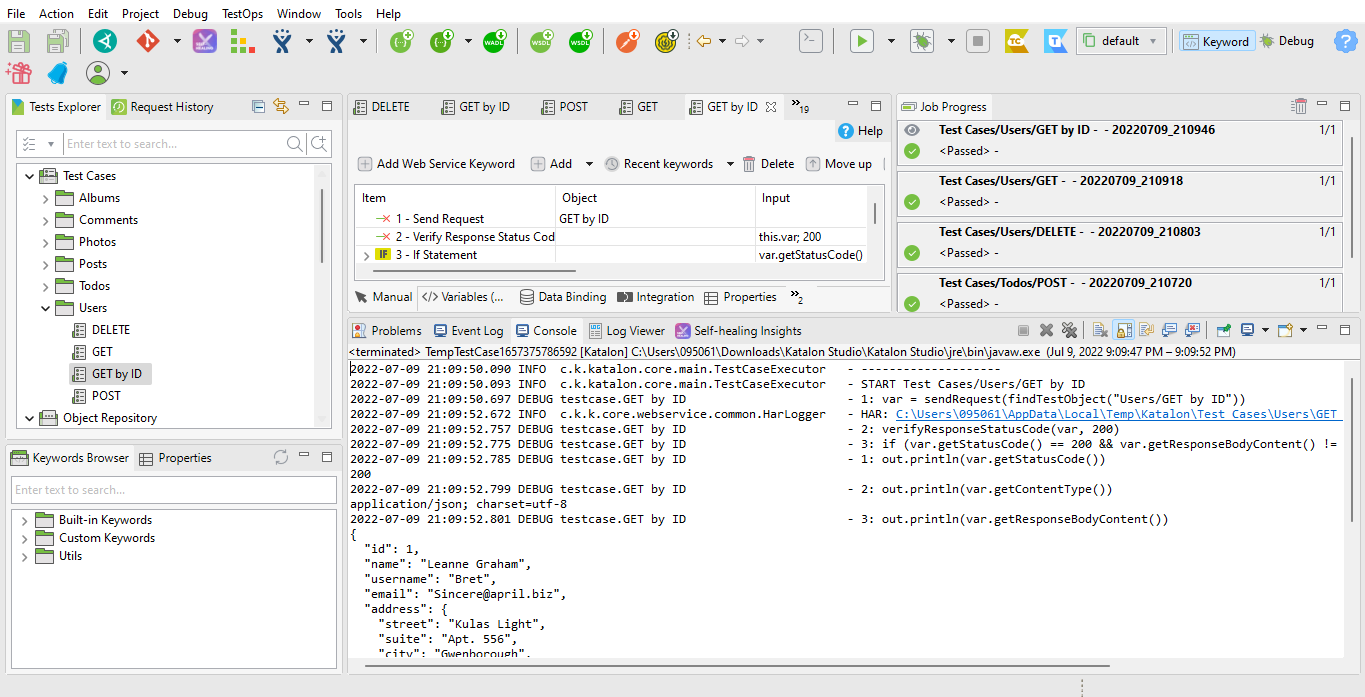 File Action Edit Project Debug TestOps Window Tools Help
WADL WSDL WSDL TC T default Keyword Debug
Tests Explorer Request History
Enter text to search...
Test Cases
Albums
Comments
Photos
Posts
Todos
Users
DELETE
GET
GET by ID
POST
Object Repository
Keywords Browser Properties
Enter text to search...
Built-in Keywords
Custom Keywords
Utils
DELETE GET by ID POST GET GET by ID »19
Help
Add Web Service Keyword Add Recent keywords Delete Move up
Item Object Input
1 - Send Request GET by ID
2 - Verify Response Status Cod this.var; 200
IF 3 - If Statement var.getStatusCode()
Manual </> Variables (... Data Binding Integration Properties »2
Job Progress
Test Cases/Users/GET by ID - - 20220709_210946 1/1
<Passed> -
Test Cases/Users/GET - - 20220709_210918 1/1
<Passed> -
Test Cases/Users/DELETE - - 20220709_210803 1/1
<Passed> -
Test Cases/Todos/POST - - 20220709_210720 1/1
<Passed> -
Problems Event Log Console Log Viewer Self-healing Insights
<terminated> TempTestCase1657375786592 [Katalon] C:\Users\095061\Downloads\Katalon Studio\Katalon Studio\jre\bin\javaw.exe (Jul 9, 2022 9:09:47 PM – 9:09:52 PM)
2022-07-09 21:09:50.090 INFO c.k.katalon.core.main.TestCaseExecutor - --------------------
2022-07-09 21:09:50.093 INFO c.k.katalon.core.main.TestCaseExecutor - START Test Cases/Users/GET by ID
2022-07-09 21:09:50.697 DEBUG testcase.GET by ID - 1: var = sendRequest(findTestObject("Users/GET by ID"))
2022-07-09 21:09:52.672 INFO c.k.k.core.webservice.common.HarLogger - HAR: C:\Users\095061\AppData\Local\Temp\Katalon\Test Cases\Users\GET
2022-07-09 21:09:52.757 DEBUG testcase.GET by ID - 2: verifyResponseStatusCode(var, 200)
2022-07-09 21:09:52.775 DEBUG testcase.GET by ID - 3: if (var.getStatusCode() == 200 && var.getResponseBodyContent() !=
2022-07-09 21:09:52.785 DEBUG testcase.GET by ID - 1: out.println(var.getStatusCode())
200
2022-07-09 21:09:52.799 DEBUG testcase.GET by ID - 2: out.println(var.getContentType())
application/json; charset=utf-8
2022-07-09 21:09:52.801 DEBUG testcase.GET by ID - 3: out.println(var.getResponseBodyContent())
{
"id": 1,
"name": "Leanne Graham",
"username": "Bret",
"email": "Sincere@april.biz",
"address": {
"street": "Kulas Light",
"suite": "Apt. 556",
"city": "Gwenborough",